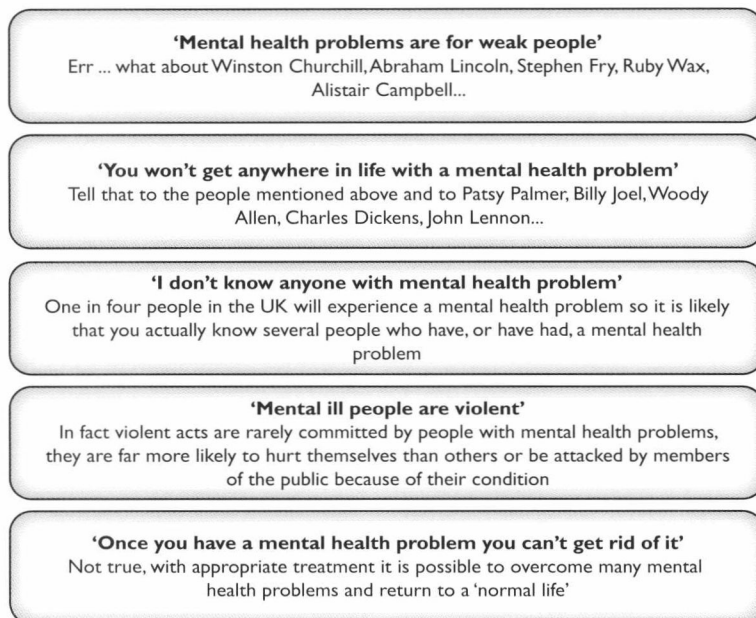 ‘Mental health problems are for weak people’
Err ... what about Winston Churchill, Abraham Lincoln, Stephen Fry, Ruby Wax,
Alistair Campbell...
‘You won’t get anywhere in life with a mental health problem’
Tell that to the people mentioned above and to Patsy Palmer, Billy Joel, Woody
Allen, Charles Dickens, John Lennon...
‘I don’t know anyone with mental health problem’
One in four people in the UK will experience a mental health problem so it is likely
that you actually know several people who have, or have had, a mental health
problem
‘Mental ill people are violent’
In fact violent acts are rarely committed by people with mental health problems,
they are far more likely to hurt themselves than others or be attacked by members
of the public because of their condition
‘Once you have a mental health problem you can’t get rid of it’
Not true, with appropriate treatment it is possible to overcome many mental
health problems and return to a ‘normal life’